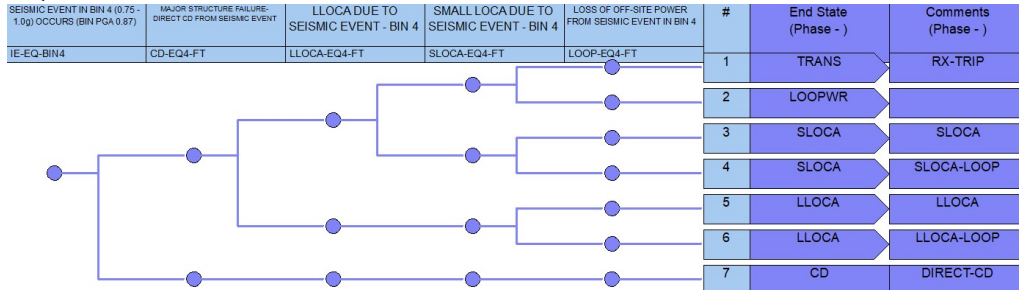 SEISMIC EVENT IN BIN 4 (0.75 -
1.0g) OCCURS (BIN PGA 0.87)
MAJOR STRUCTURE FAILURE-
DIRECT CD FROM SEISMIC EVENT
LLOCA DUE TO
SEISMIC EVENT - BIN 4
SMALL LOCA DUE TO
SEISMIC EVENT - BIN 4
LOSS OF OFF-SITE POWER
FROM SEISMIC EVENT IN BIN 4
#
End State
(Phase - )
Comments
(Phase - )
IE-EQ-BIN4
CD-EQ4-FT
LLOCA-EQ4-FT
SLOCA-EQ4-FT
LOOP-EQ4-FT
1
TRANS
RX-TRIP
2
LOOPWR
3
SLOCA
SLOCA
4
SLOCA
SLOCA-LOOP
5
LLOCA
LLOCA
6
LLOCA
LLOCA-LOOP
7
CD
DIRECT-CD